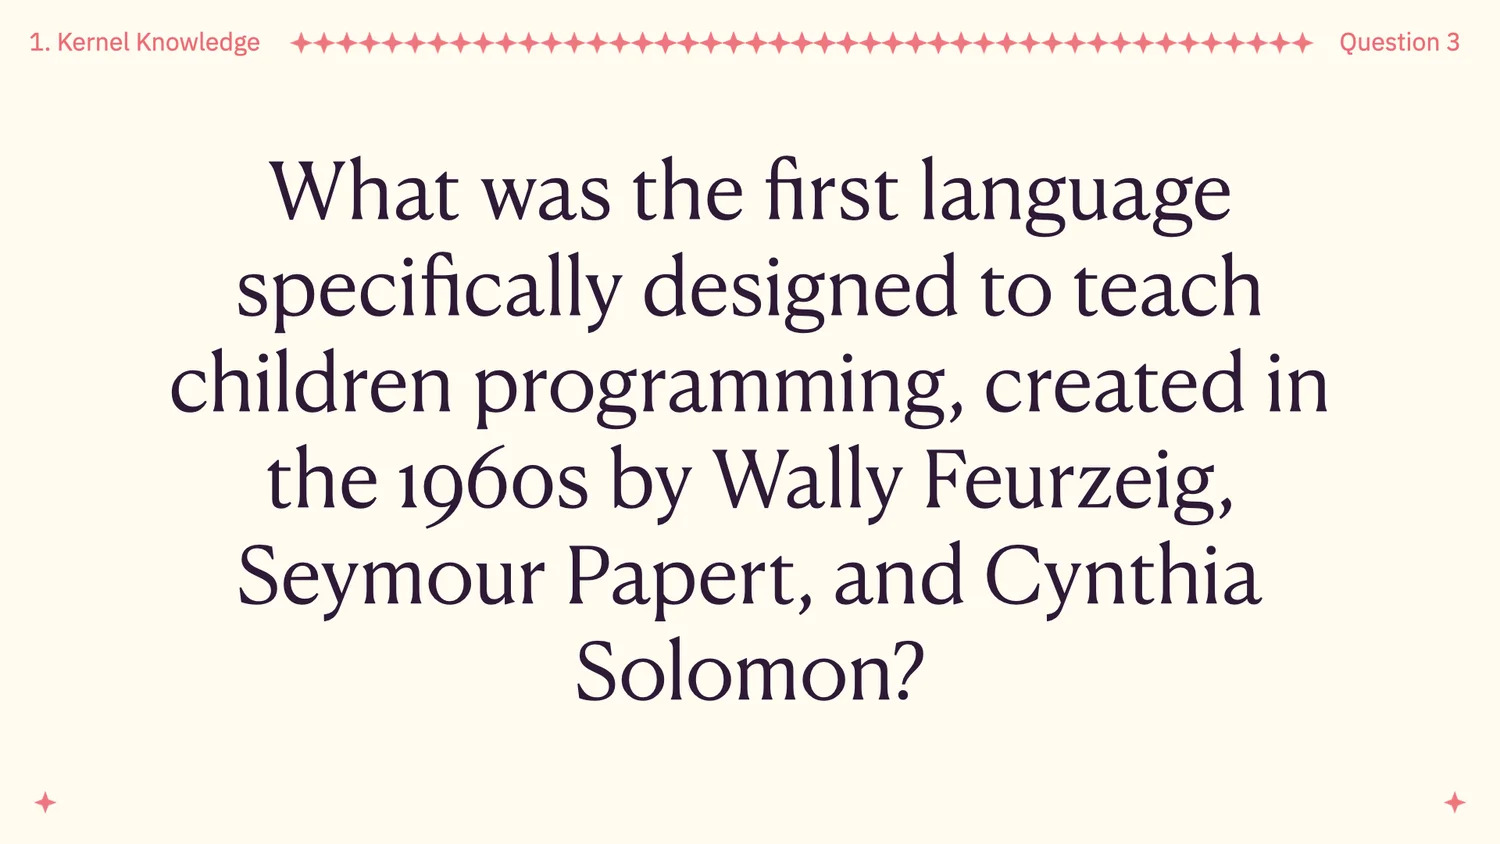 1. Kernel Knowledge
Question 3
What was the first language
specifically designed to teach
children programming, created in
the 1960s by Wally Feurzeig,
Seymour Papert, and Cynthia
Solomon?